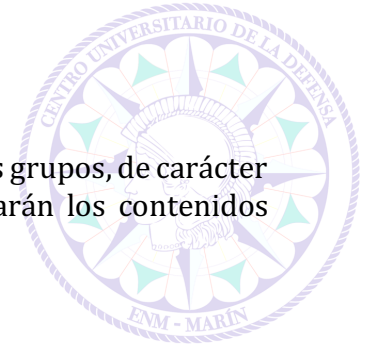 CENTRO UNIVERSITARIO DE LA DEFENSA
s grupos, de carácter
arán los contenidos
ENM - MARÍN